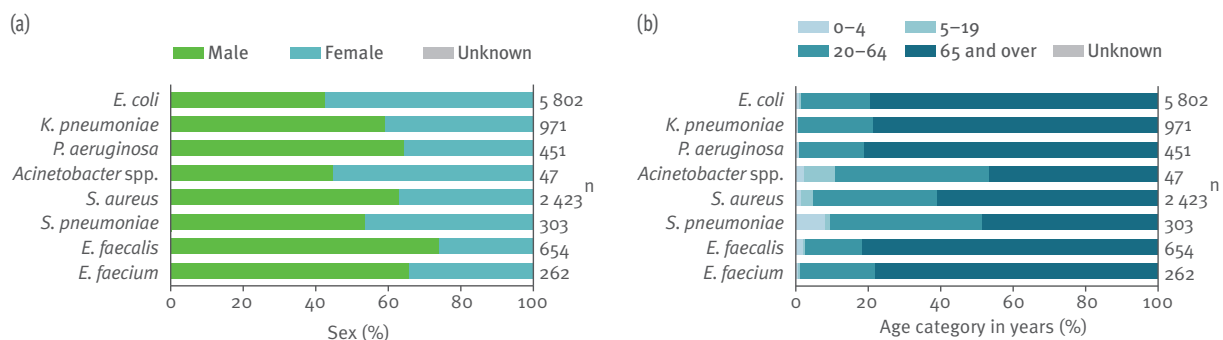 (a)
Male Female Unknown
E. coli 5 802
K. pneumoniae 971
P. aeruginosa 451
Acinetobacter spp. 47
n
S. aureus 2 423
S. pneumoniae 303
E. faecalis 654
E. faecium 262
0 20 40 60 80 100
Sex (%)
(b)
0–4 5–19
20–64 65 and over Unknown
E. coli 5 802
K. pneumoniae 971
P. aeruginosa 451
Acinetobacter spp. 47
n
S. aureus 2 423
S. pneumoniae 303
E. faecalis 654
E. faecium 262
0 20 40 60 80 100
Age category in years (%)